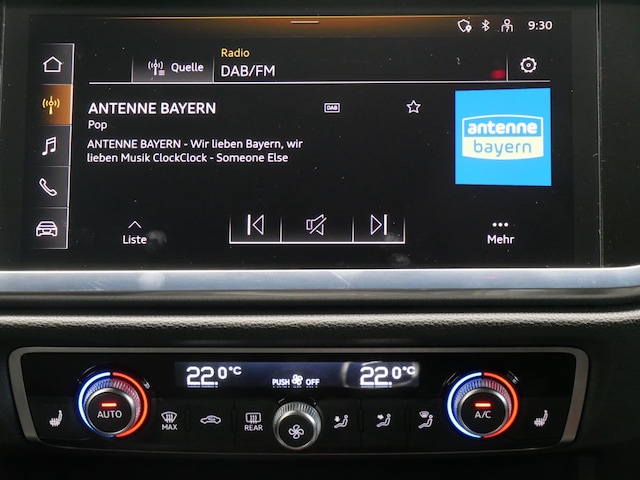 9:30
Radio
Quelle
DAB/FM
ANTENNE BAYERN
DAB
Pop
ANTENNE BAYERN - Wir lieben Bayern, wir
lieben Musik ClockClock - Someone Else
antenne
bayern
Liste
Mehr
22.0°C
PUSH OFF
22.0°C
AUTO
MAX
REAR
A/C